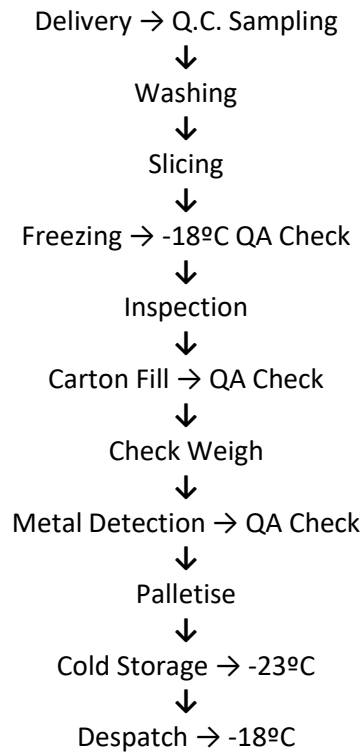 Delivery → Q.C. Sampling
↓
Washing
↓
Slicing
↓
Freezing → -18ºC QA Check
↓
Inspection
↓
Carton Fill → QA Check
↓
Check Weigh
↓
Metal Detection → QA Check
↓
Palletise
↓
Cold Storage → -23ºC
↓
Despatch → -18ºC